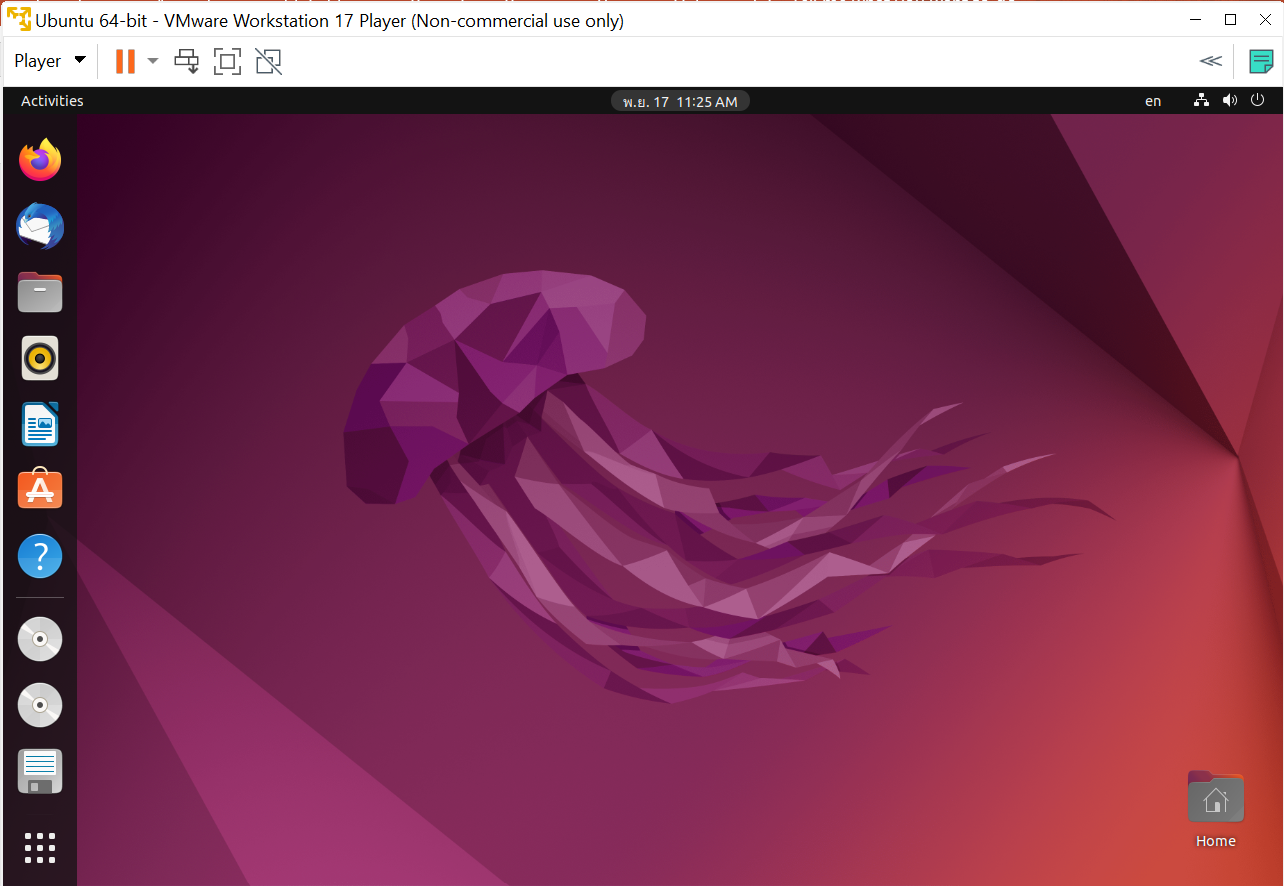 Ubuntu 64-bit - VMware Workstation 17 Player (Non-commercial use only)
Player
Activities
พ.ย. 17 11:25 AM
en
Home